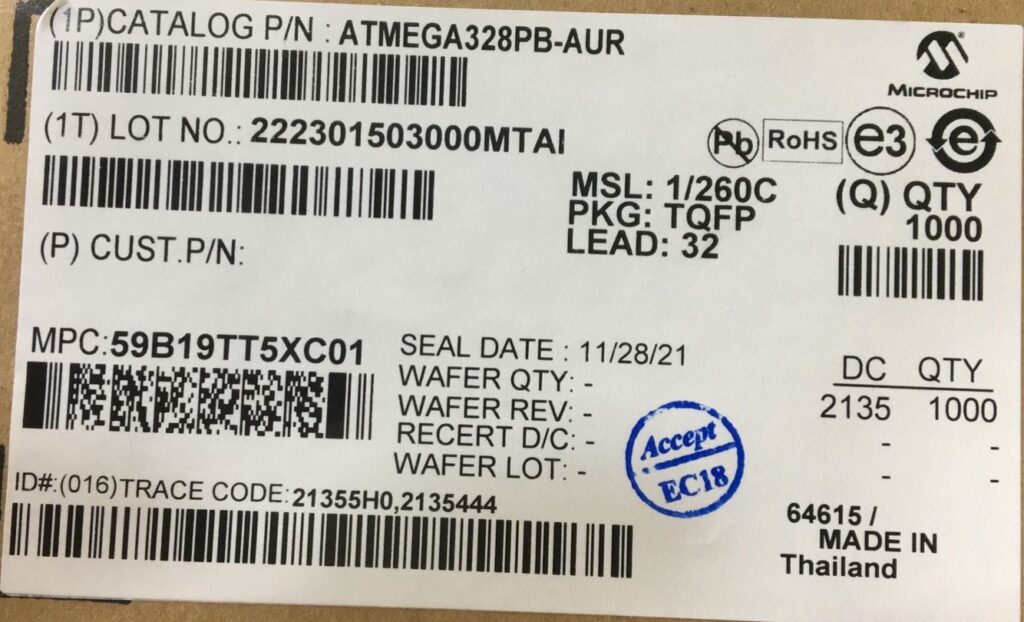 (1P)CATALOG P/N : ATMEGA328PB-AUR
MICROCHIP
(1T) LOT NO.: 222301503000MTAI
Pb
RoHS
e3
e
MSL: 1/260C
PKG: TQFP
LEAD: 32
(Q) QTY
1000
(P) CUST.P/N:
MPC:59B19TT5XC01
SEAL DATE : 11/28/21
WAFER QTY: -
WAFER REV: -
RECERT D/C: -
WAFER LOT: -
DC QTY
2135 1000
- -
- -
Accept
EC18
ID#:(016)TRACE CODE:21355H0,2135444
64615 /
MADE IN
Thailand